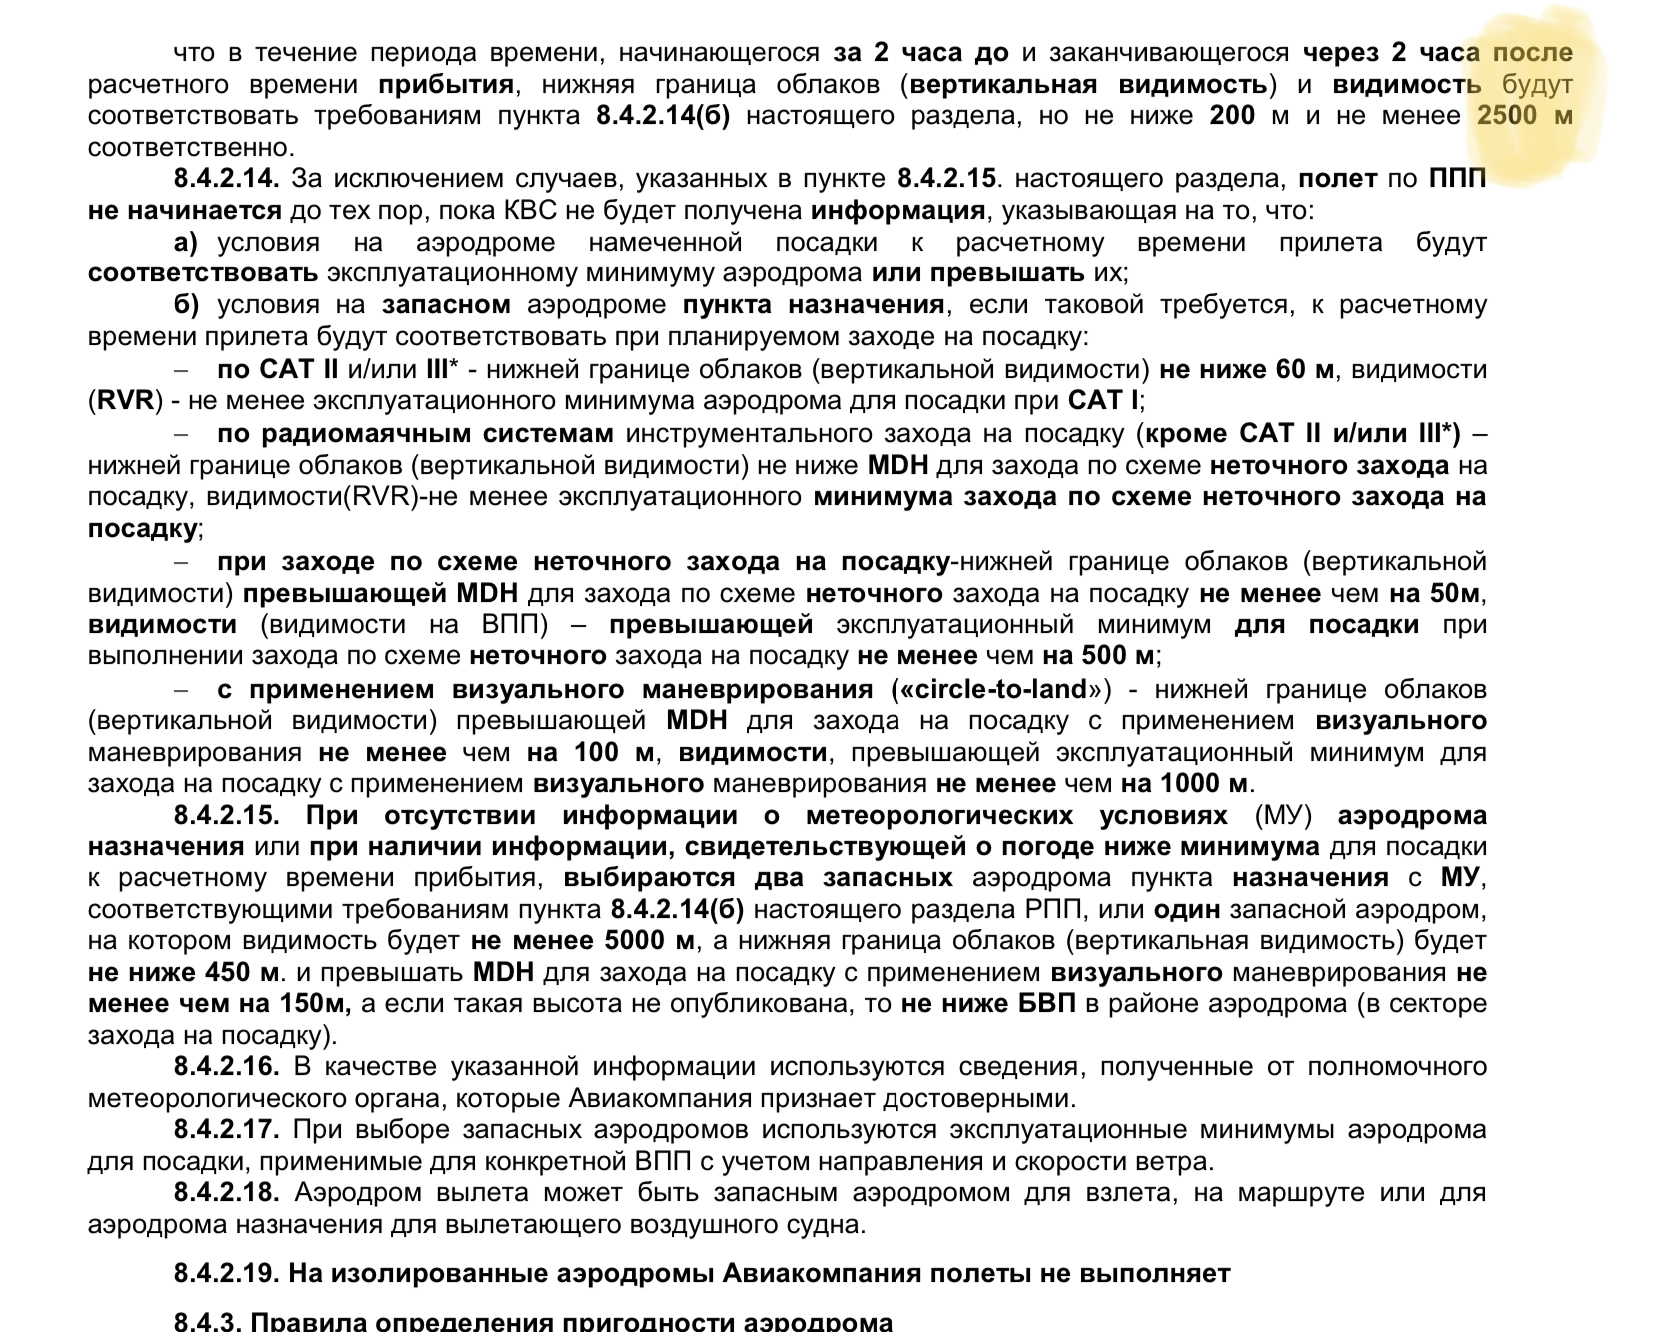 что в течение периода времени, начинающегося за 2 часа до и заканчивающегося через 2 часа после
расчетного времени прибытия, нижняя граница облаков (вертикальная видимость) и видимость будут
соответствовать требованиям пункта 8.4.2.14(б) настоящего раздела, но не ниже 200 м и не менее 2500 м
соответственно.
8.4.2.14. За исключением случаев, указанных в пункте 8.4.2.15. настоящего раздела, полет по ППП
не начинается до тех пор, пока КВС не будет получена информация, указывающая на то, что:
а) условия на аэродроме намеченной посадки к расчетному времени прилета будут
соответствовать эксплуатационному минимуму аэродрома или превышать их;
б) условия на запасном аэродроме пункта назначения, если таковой требуется, к расчетному
времени прилета будут соответствовать при планируемом заходе на посадку:
– по CAT II и/или III* - нижней границе облаков (вертикальной видимости) не ниже 60 м, видимости
(RVR) - не менее эксплуатационного минимума аэродрома для посадки при CAT I;
– по радиомаячным системам инструментального захода на посадку (кроме CAT II и/или III*) –
нижней границе облаков (вертикальной видимости) не ниже MDH для захода по схеме неточного захода на
посадку, видимости(RVR)-не менее эксплуатационного минимума захода по схеме неточного захода на
посадку;
– при заходе по схеме неточного захода на посадку-нижней границе облаков (вертикальной
видимости) превышающей MDH для захода по схеме неточного захода на посадку не менее чем на 50м,
видимости (видимости на ВПП) – превышающей эксплуатационный минимум для посадки при
выполнении захода по схеме неточного захода на посадку не менее чем на 500 м;
– с применением визуального маневрирования («circle-to-land») - нижней границе облаков
(вертикальной видимости) превышающей MDH для захода на посадку с применением визуального
маневрирования не менее чем на 100 м, видимости, превышающей эксплуатационный минимум для
захода на посадку с применением визуального маневрирования не менее чем на 1000 м.
8.4.2.15. При отсутствии информации о метеорологических условиях (МУ) аэродрома
назначения или при наличии информации, свидетельствующей о погоде ниже минимума для посадки
к расчетному времени прибытия, выбираются два запасных аэродрома пункта назначения с МУ,
соответствующими требованиям пункта 8.4.2.14(б) настоящего раздела РПП, или один запасной аэродром,
на котором видимость будет не менее 5000 м, а нижняя граница облаков (вертикальная видимость) будет
не ниже 450 м. и превышать MDH для захода на посадку с применением визуального маневрирования не
менее чем на 150м, а если такая высота не опубликована, то не ниже БВП в районе аэродрома (в секторе
захода на посадку).
8.4.2.16. В качестве указанной информации используются сведения, полученные от полномочного
метеорологического органа, которые Авиакомпания признает достоверными.
8.4.2.17. При выборе запасных аэродромов используются эксплуатационные минимумы аэродрома
для посадки, применимые для конкретной ВПП с учетом направления и скорости ветра.
8.4.2.18. Аэродром вылета может быть запасным аэродромом для взлета, на маршруте или для
аэродрома назначения для вылетающего воздушного судна.
8.4.2.19. На изолированные аэродромы Авиакомпания полеты не выполняет
8.4.3. Правила определения пригодности аэродрома